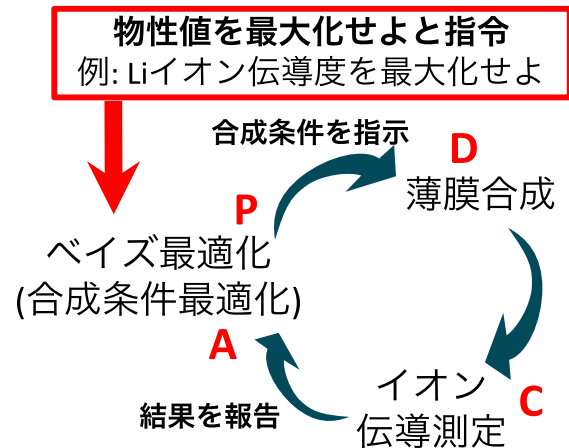 物性値を最大化せよと指令
例: Liイオン伝導度を最大化せよ
合成条件を指示
D
薄膜合成
P
ベイズ最適化
(合成条件最適化)
A
イオン
伝導測定
C
結果を報告